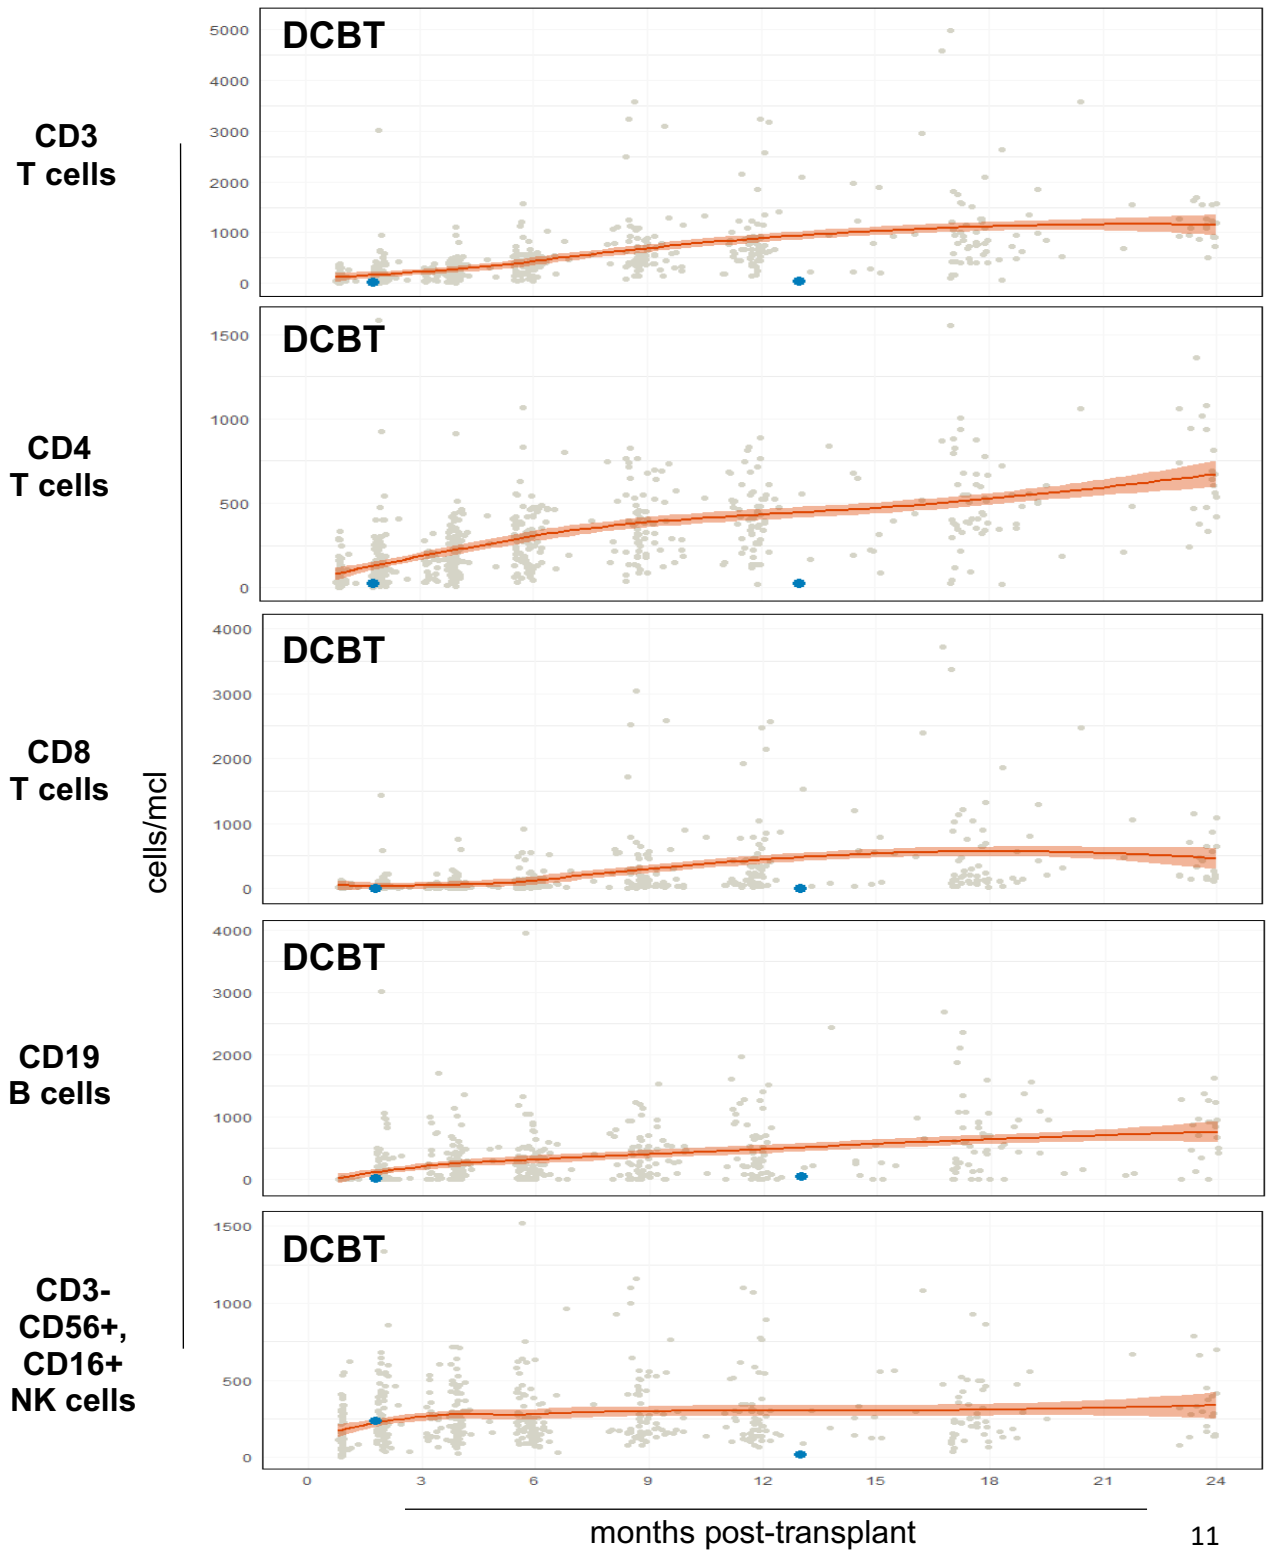 DCBT
CD3
T cells
5000
4000
3000
2000
1000
0
DCBT
CD4
T cells
1500
1000
500
0
DCBT
CD8
T cells
4000
3000
2000
1000
0
cells/mcl
DCBT
CD19
B cells
4000
3000
2000
1000
0
DCBT
CD3-
CD56+,
CD16+
NK cells
1500
1000
500
0
0 3 6 9 12 15 18 21 24
months post-transplant
11